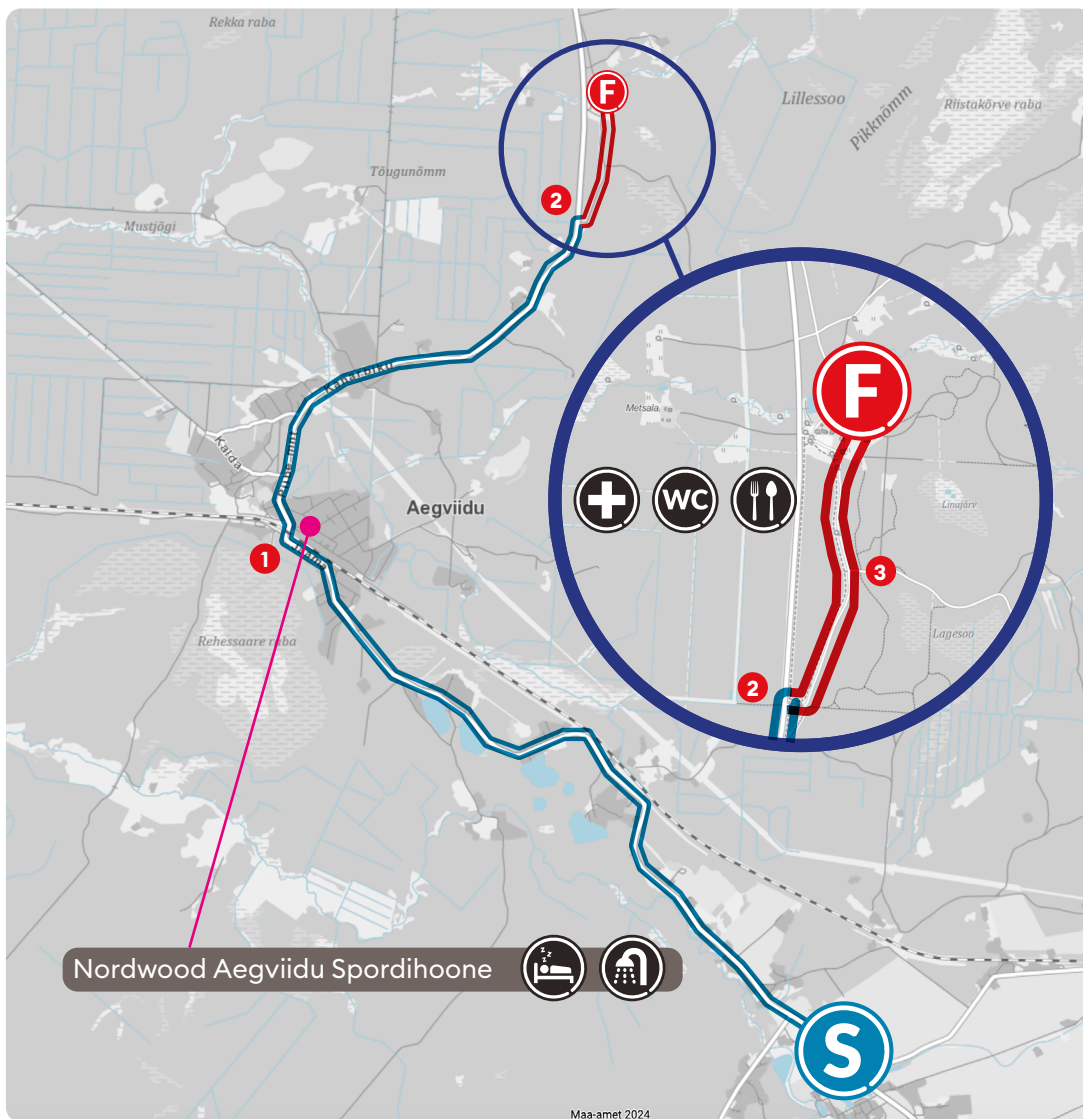 Rekka raba
F
Lillessoo
Pikknõmm
Riistakõrve raba
Tõugunõmm
2
Mustjõgi
Kaida
Aegviidu
1
Rehessaare raba
F
Metsala
WC
Linajärv
3
Lagesoo
2
Nordwood Aegviidu Spordihoone
z z z
S
Maa-amet 2024